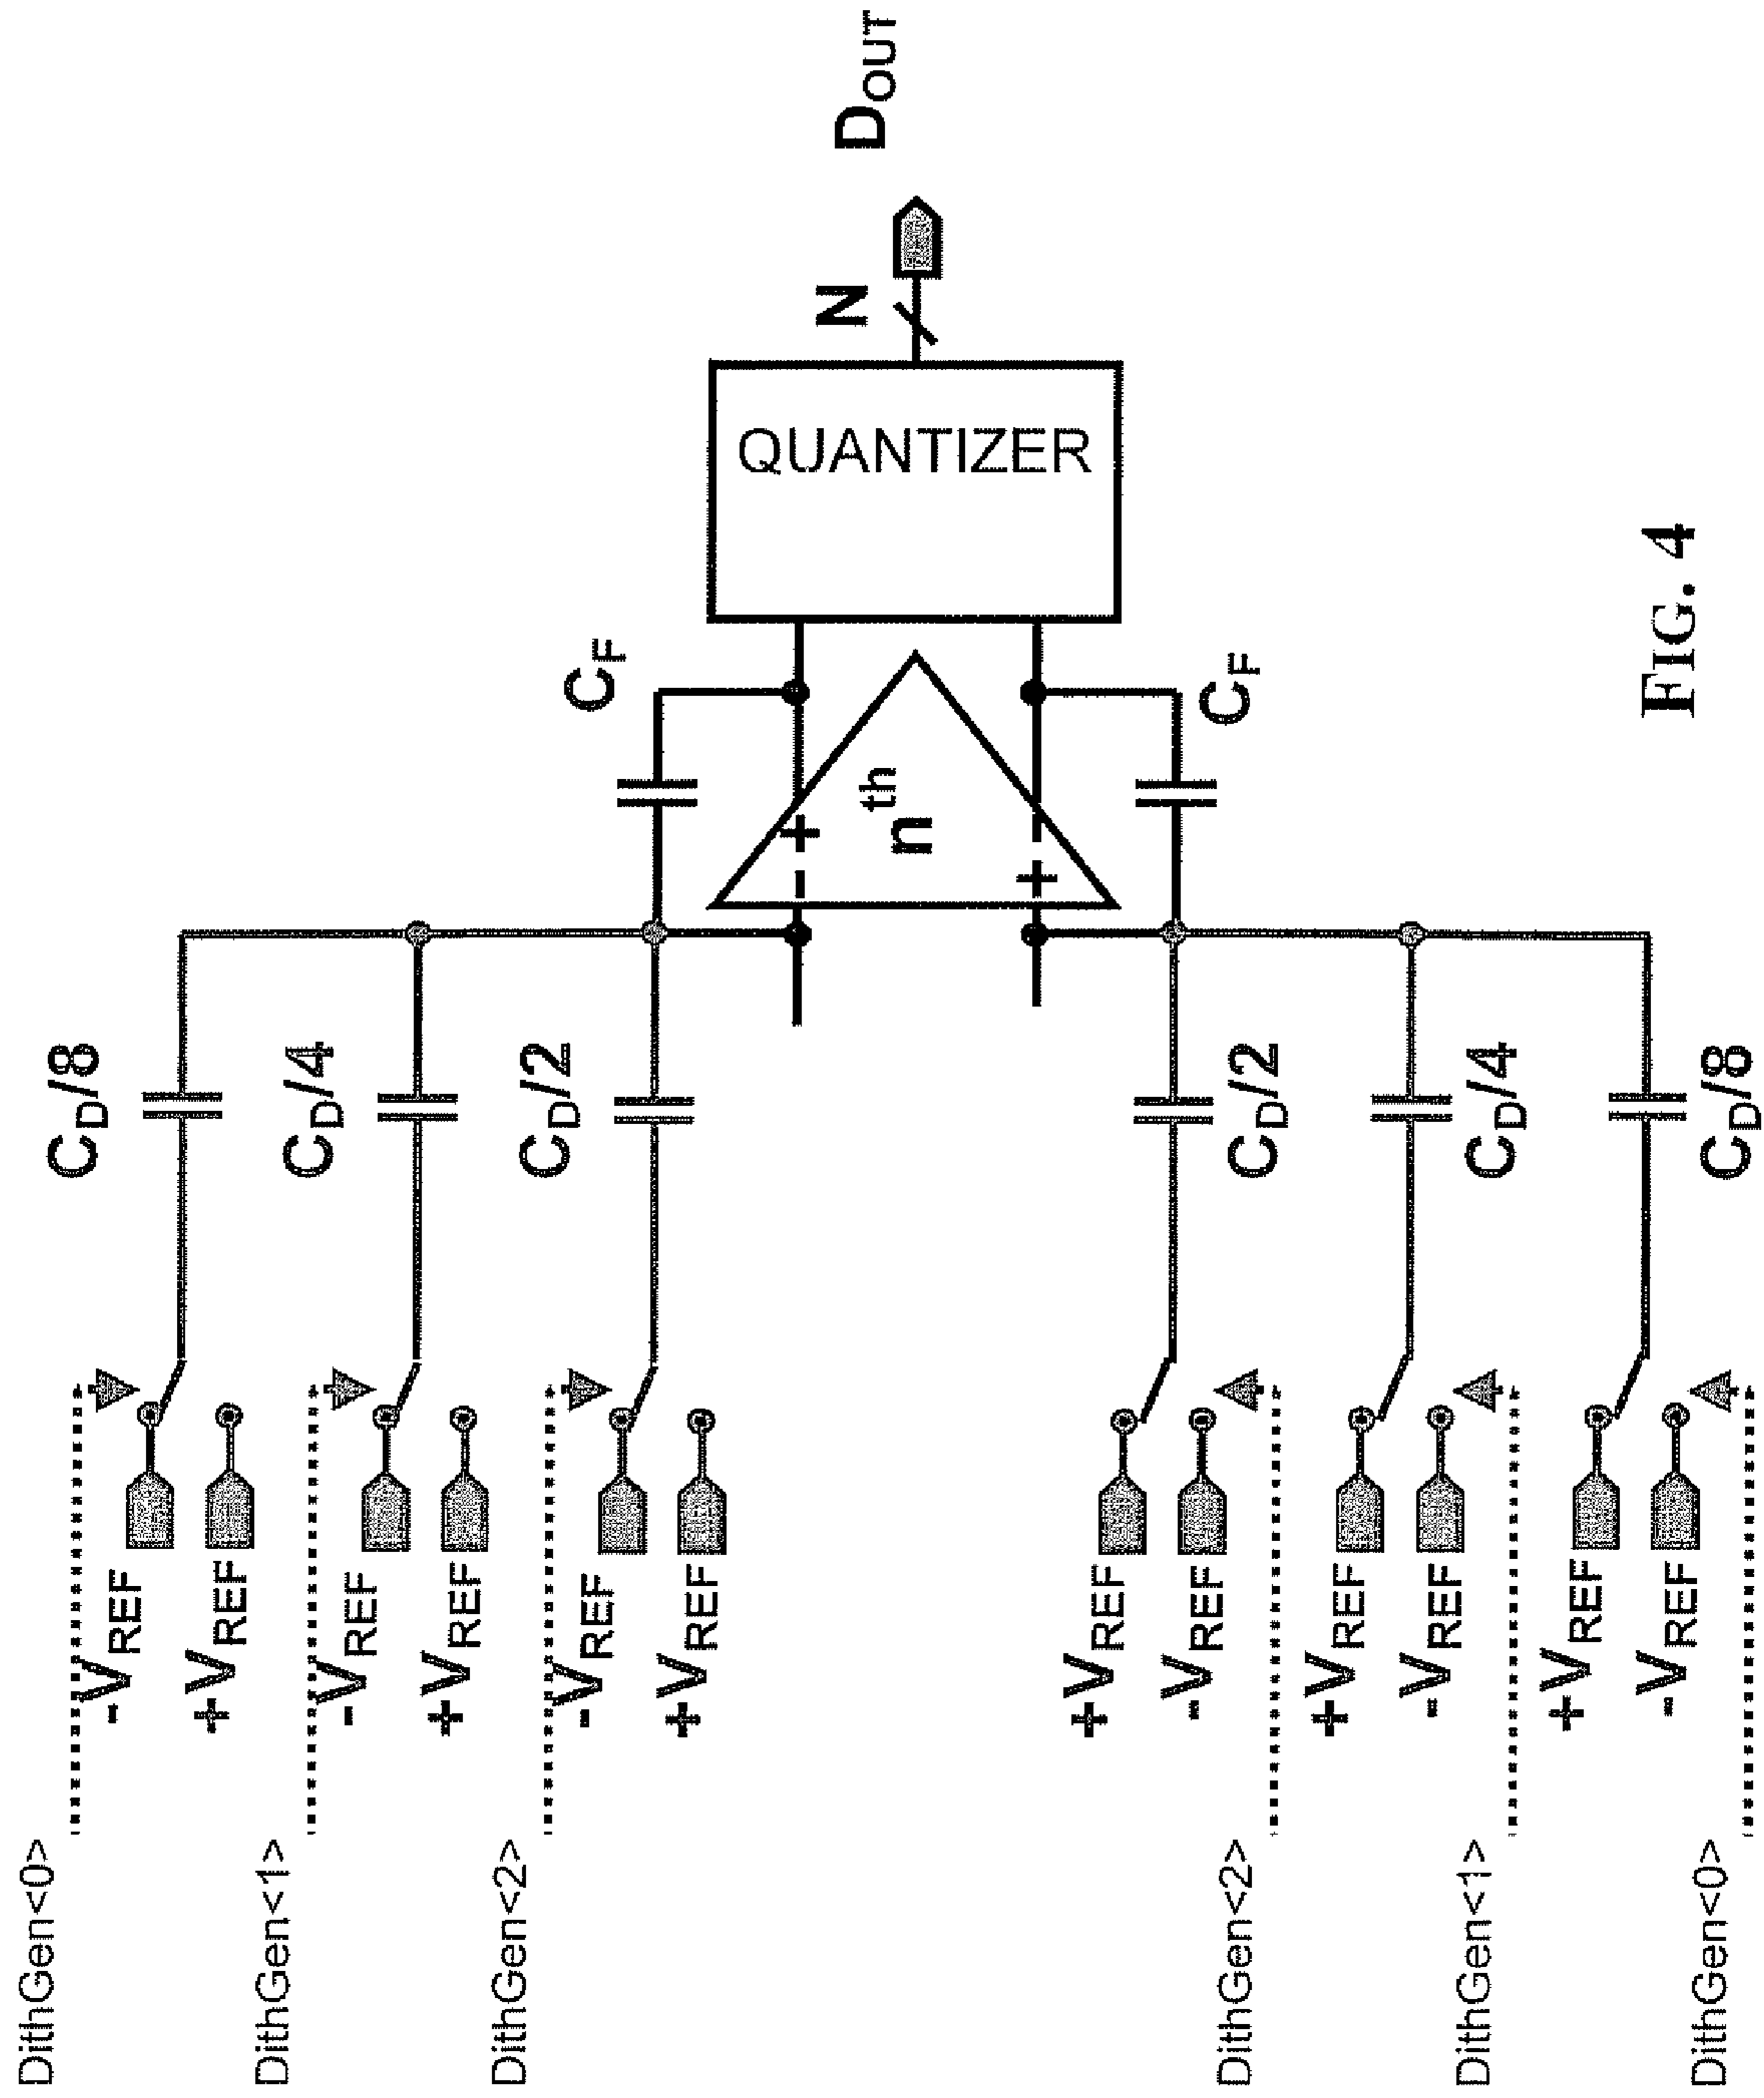 DithGen<0>
-VREF
+VREF
CD/8
DithGen<1>
-VREF
+VREF
CD/4
DithGen<2>
-VREF
+VREF
CD/2
CF
- +
nth
+ -
QUANTIZER
N
DOUT
CF
+VREF
-VREF
CD/2
DithGen<2>
+VREF
-VREF
CD/4
DithGen<1>
+VREF
-VREF
CD/8
DithGen<0>
FIG. 4